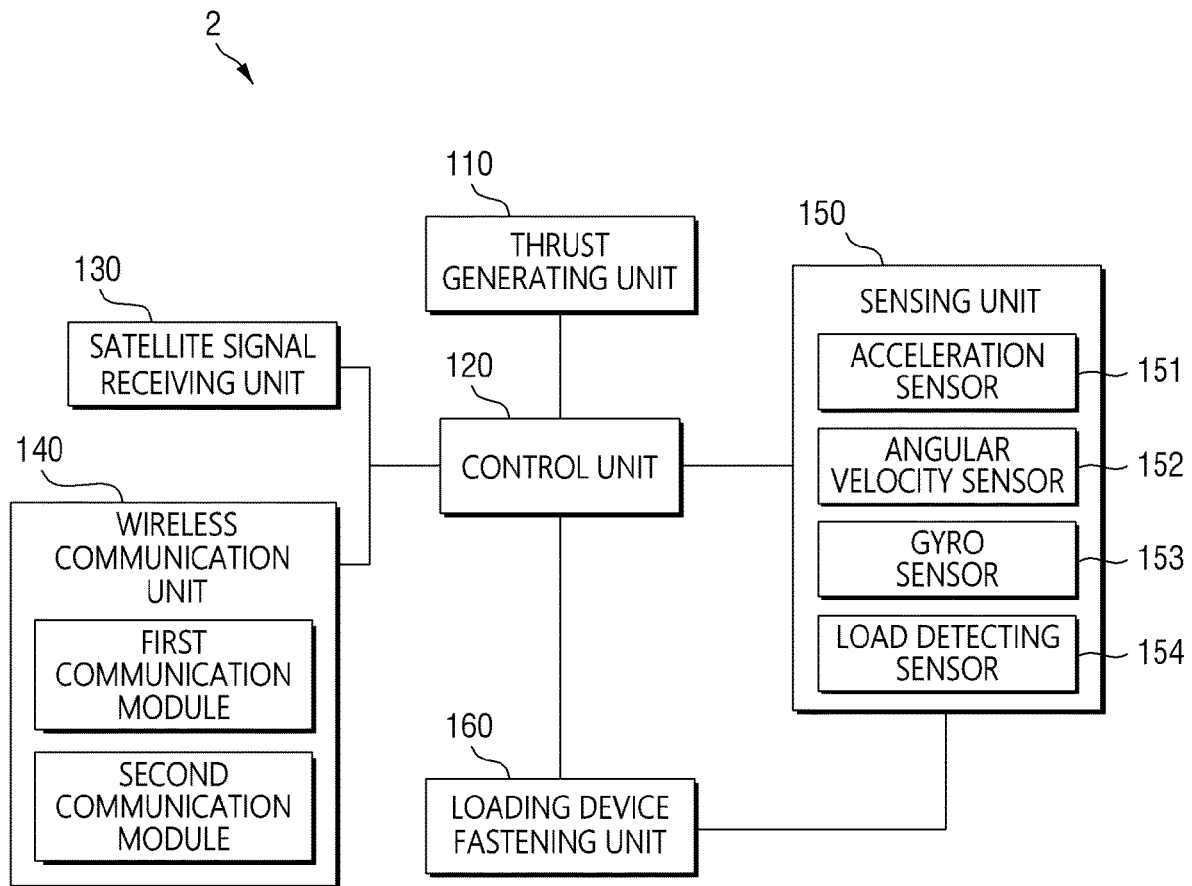 2
110
THRUST
GENERATING UNIT
130
SATELLITE SIGNAL
RECEIVING UNIT
120
CONTROL UNIT
140
WIRELESS
COMMUNICATION
UNIT
FIRST
COMMUNICATION
MODULE
SECOND
COMMUNICATION
MODULE
150
SENSING UNIT
ACCELERATION
SENSOR
151
ANGULAR
VELOCITY SENSOR
152
GYRO
SENSOR
153
LOAD DETECTING
SENSOR
154
160
LOADING DEVICE
FASTENING UNIT